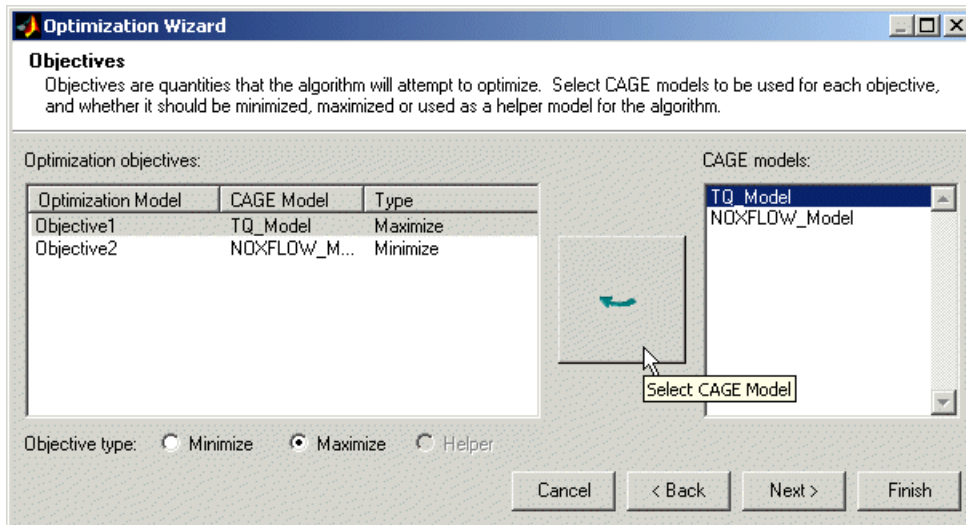 Optimization Wizard
Objectives
Objectives are quantities that the algorithm will attempt to optimize. Select CAGE models to be used for each objective,
and whether it should be minimized, maximized or used as a helper model for the algorithm.
Optimization objectives:
CAGE models:
Optimization Model CAGE Model Type
Objective1 TQ_Model Maximize
Objective2 NOXFLOW_M... Minimize
TQ_Model
NOXFLOW_Model
Select CAGE Model
Objective type: Minimize Maximize Helper
Cancel < Back Next > Finish